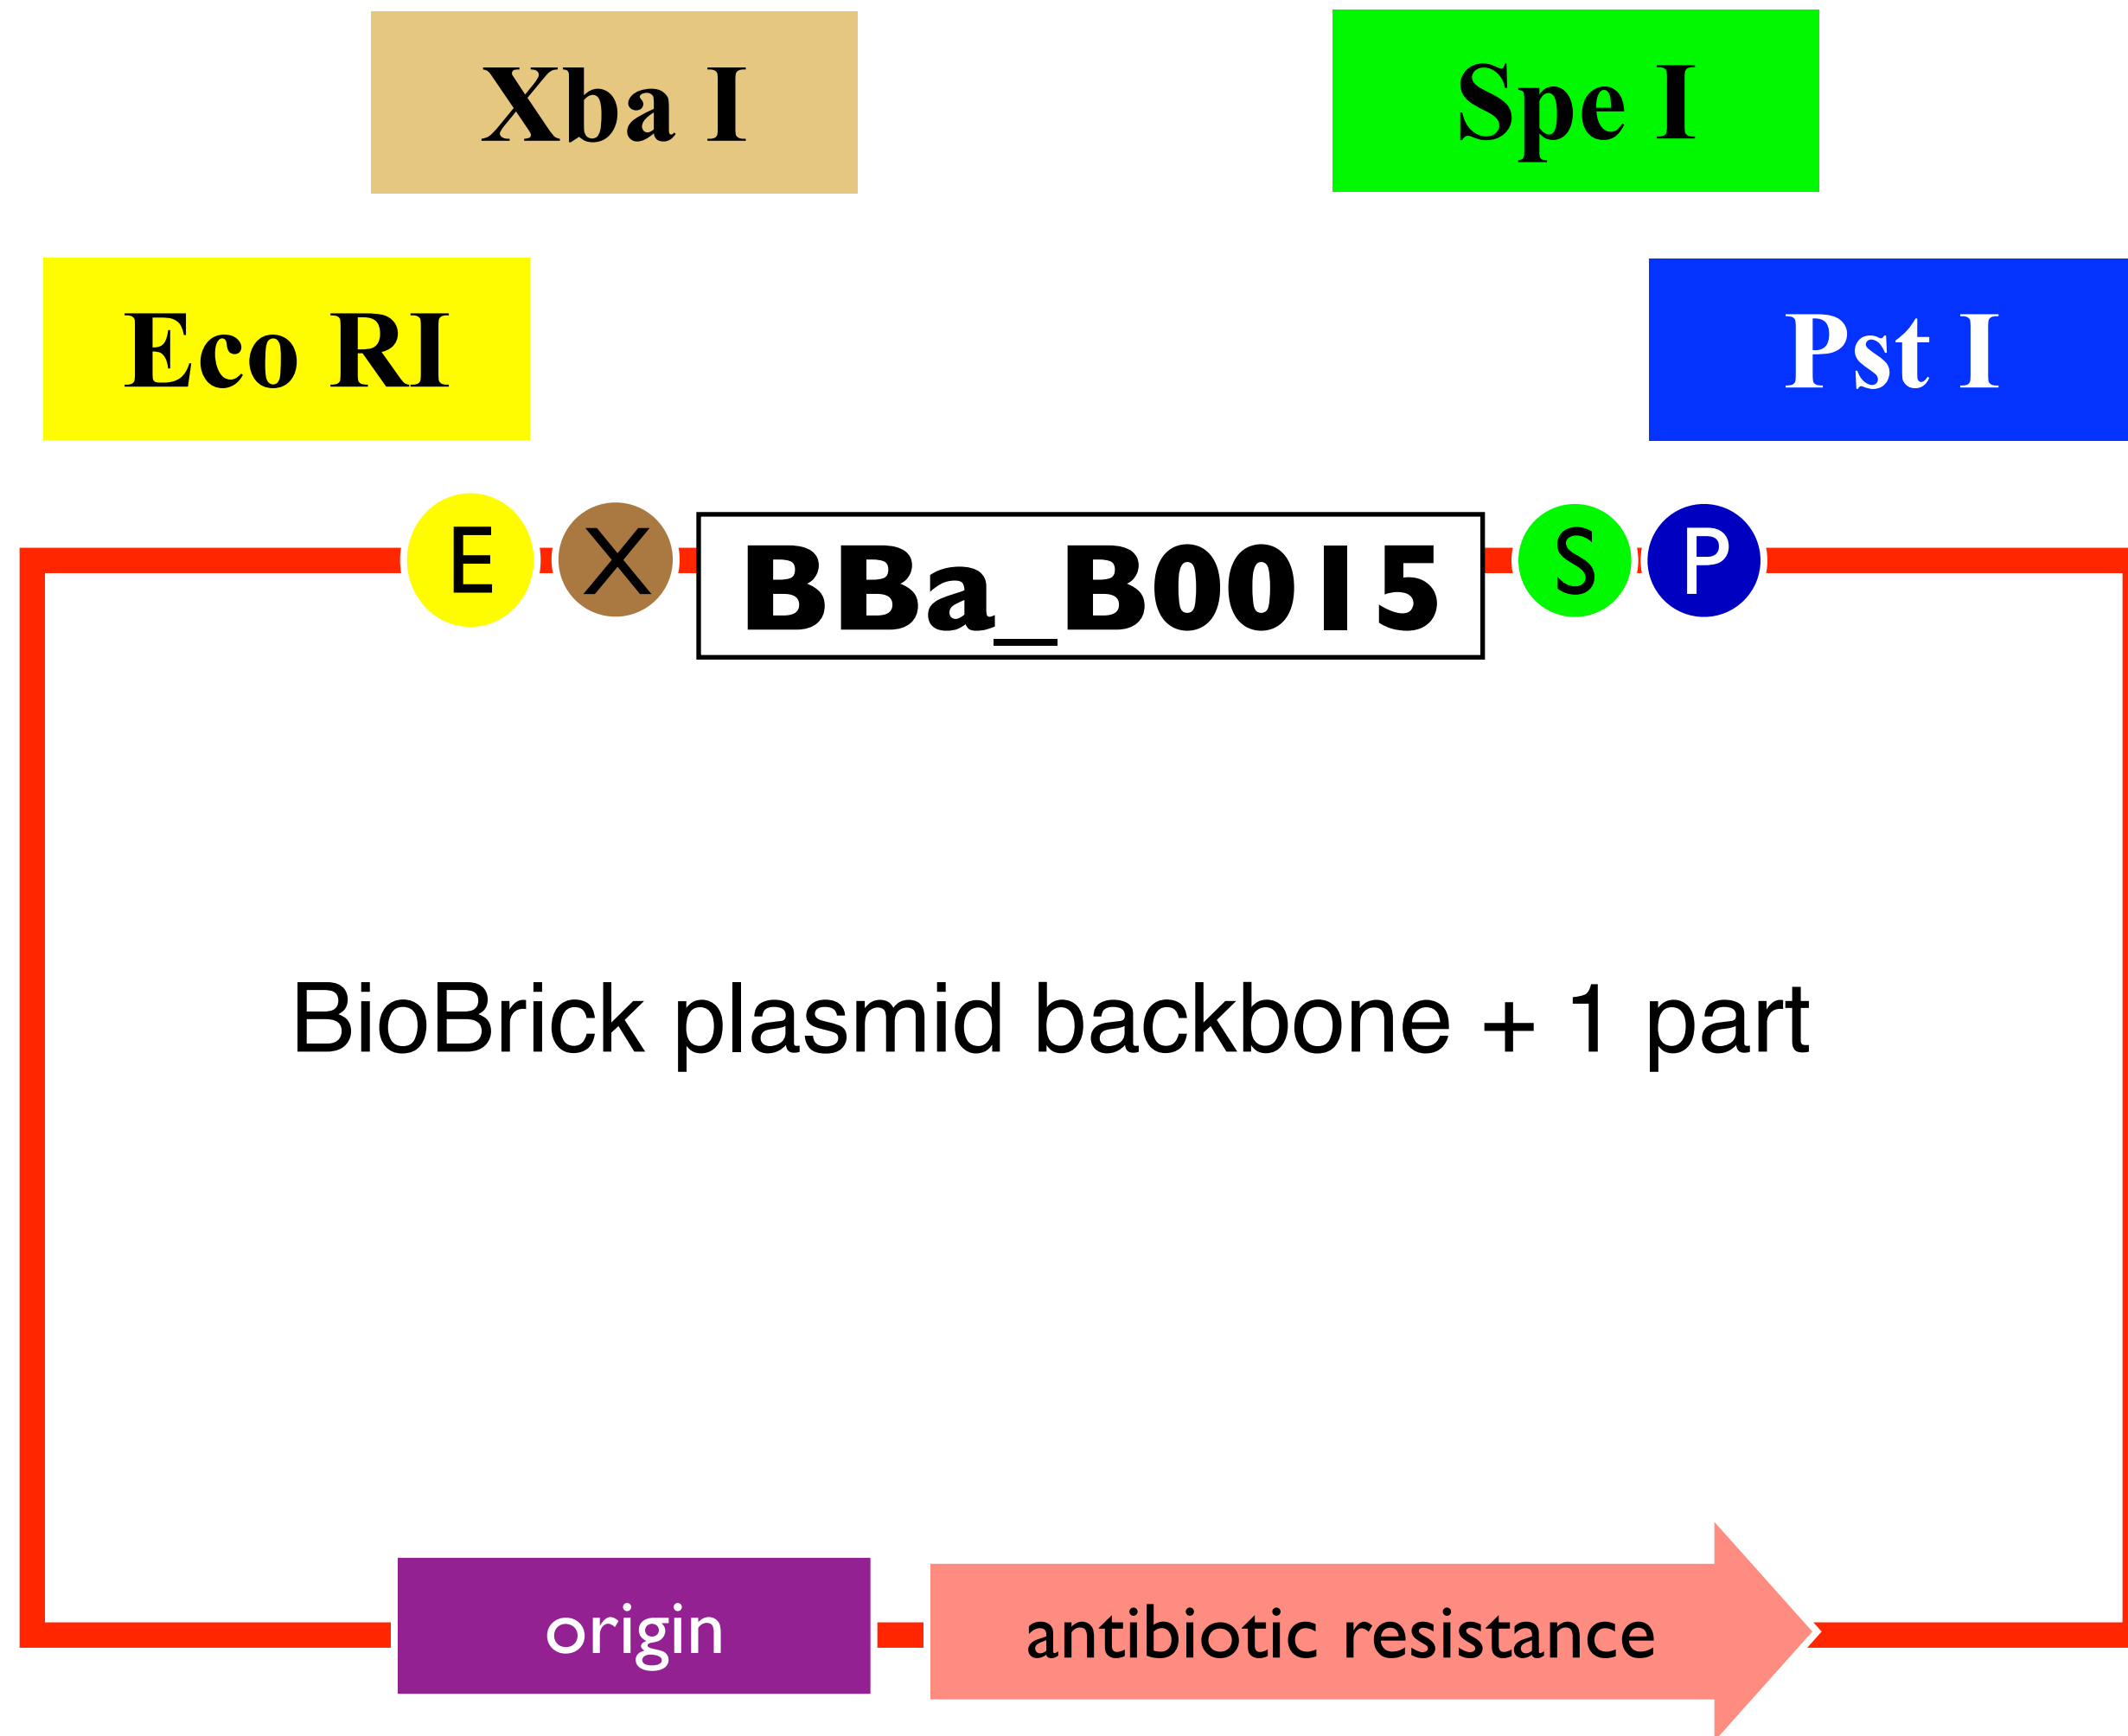 Xba I
Spe I
Eco RI
Pst I
E
X
BBa_B0015
S
P
BioBrick plasmid backbone + 1 part
origin
antibiotic resistance